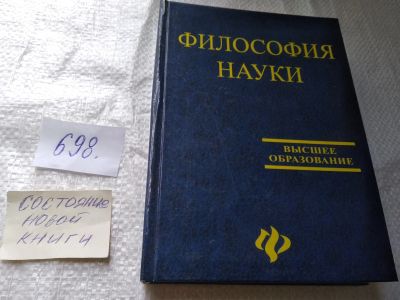 ФИЛОСОФИЯ
НАУКИ
ВЫСШЕЕ
ОБРАЗОВАНИЕ
698.
СОСТОЯНИЕ
НОВОЙ
КНИГИ